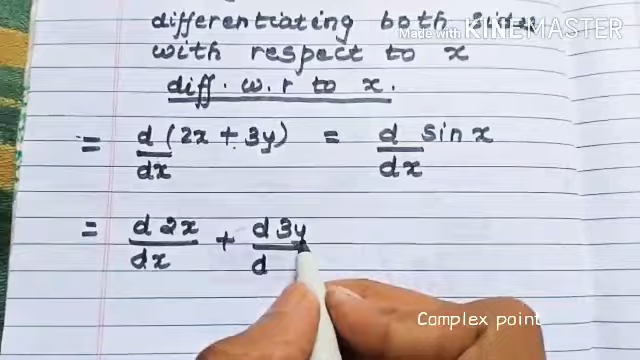 differentiating both side
Made with KINEMASTER
with respect to x
diff. w.r to x.
= d/dx (2x + 3y) = d/dx sin x
= d 2x/dx + d 3y/d
Complex point